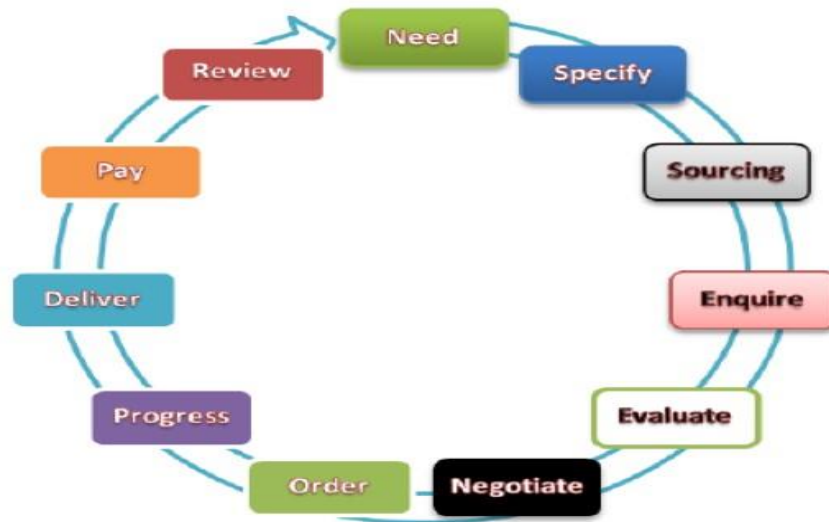 Need
Specify
Sourcing
Enquire
Evaluate
Negotiate
Order
Progress
Deliver
Pay
Review